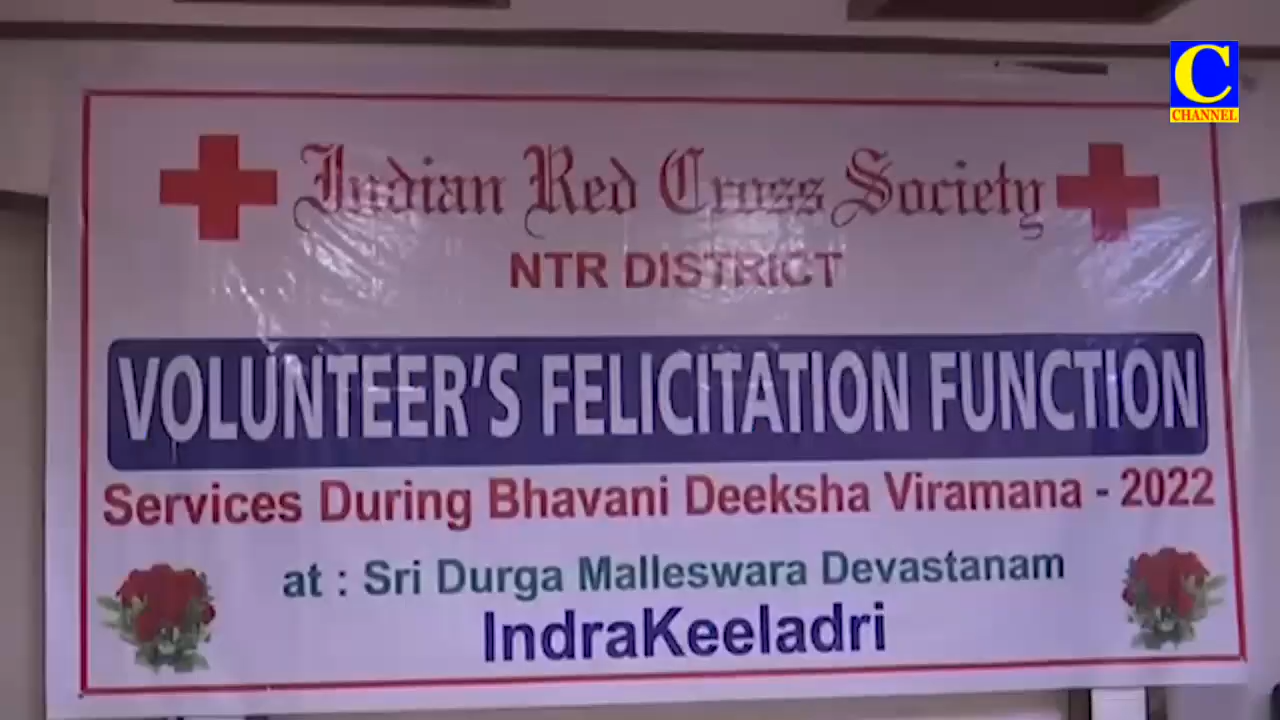 C
CHANNEL
Indian Red Cross Society
NTR DISTRICT
VOLUNTEER'S FELICITATION FUNCTION
Services During Bhavani Deeksha Viramana - 2022
at : Sri Durga Malleswara Devastanam
IndraKeeladri